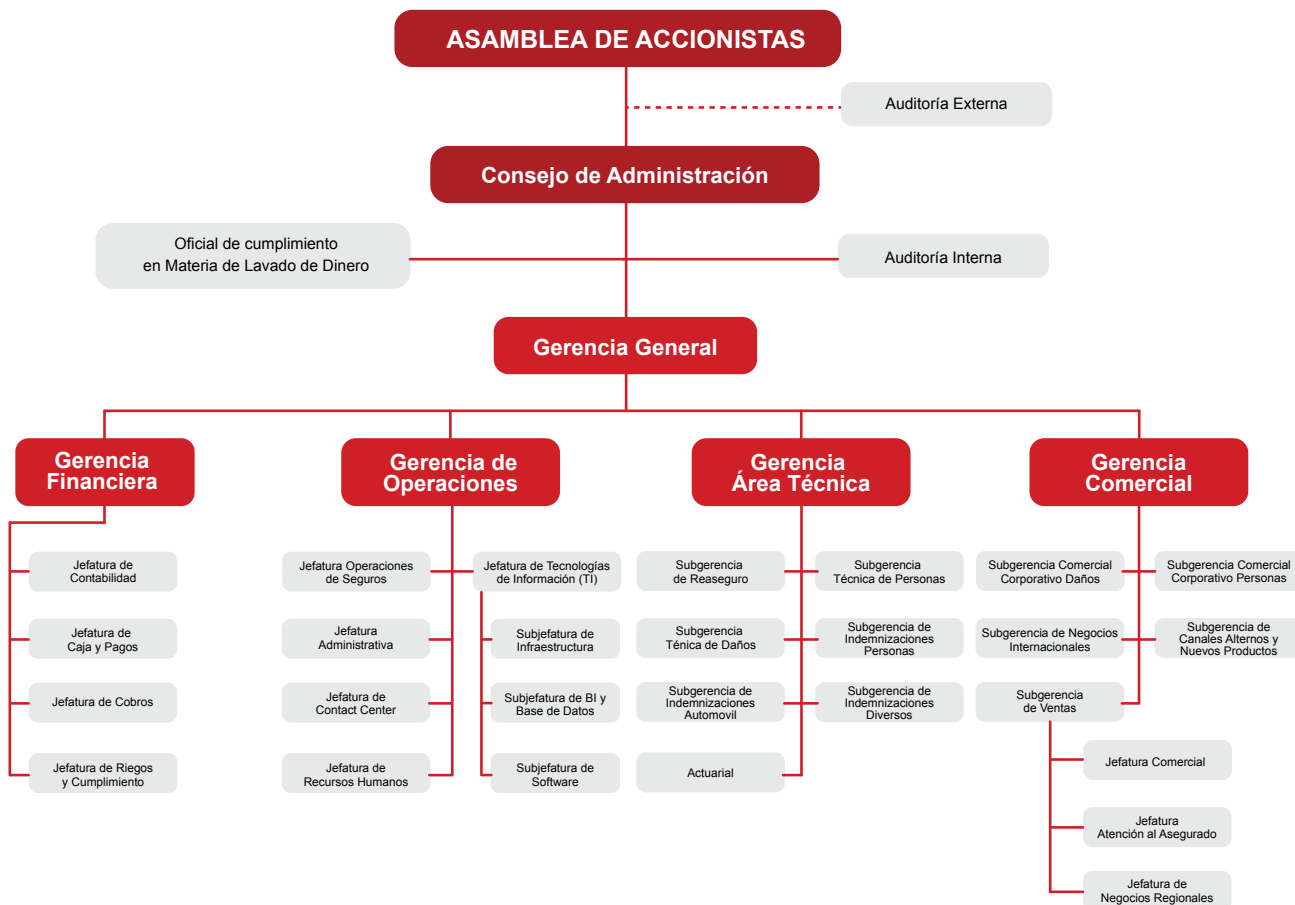 ASAMBLEA DE ACCIONISTAS
Auditoría Externa
Consejo de Administración
Oficial de cumplimiento
en Materia de Lavado de Dinero
Auditoría Interna
Gerencia General
Gerencia
Financiera
Gerencia de
Operaciones
Gerencia
Área Técnica
Gerencia
Comercial
Jefatura de
Contabilidad
Jefatura de
Caja y Pagos
Jefatura de Cobros
Jefatura de Riegos
y Cumplimiento
Jefatura Operaciones
de Seguros
Jefatura
Administrativa
Jefatura de
Contact Center
Jefatura de
Recursos Humanos
Jefatura de Tecnologías
de Información (TI)
Subjefatura de
Infraestructura
Subjefatura de BI y
Base de Datos
Subjefatura de
Software
Subgerencia
de Reaseguro
Subgerencia
Ténica de Daños
Subgerencia de
Indemnizaciones
Automovil
Actuarial
Subgerencia
Técnica de Personas
Subgerencia de
Indemnizaciones
Personas
Subgerencia de
Indemnizaciones
Diversos
Subgerencia Comercial
Corporativo Daños
Subgerencia de Negocios
Internacionales
Subgerencia
de Ventas
Subgerencia Comercial
Corporativo Personas
Subgerencia de
Canales Alternos y
Nuevos Productos
Jefatura Comercial
Jefatura
Atención al Asegurado
Jefatura de
Negocios Regionales